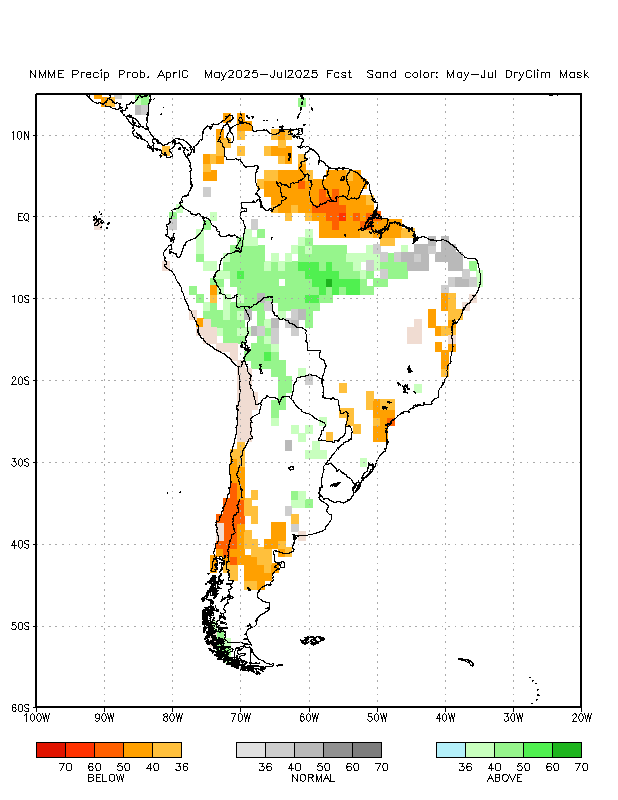 NMME Precip Prob. AprIC  May2025-Jul2025 Fcst  Sand color: May-Jul DryClim Mask
10N
EQ
10S
20S
30S
40S
50S
60S
100W 90W 80W 70W 60W 50W 40W 30W 20W
70 60 50 40 36 36 40 50 60 70 36 40 50 60 70
BELOW NORMAL ABOVE